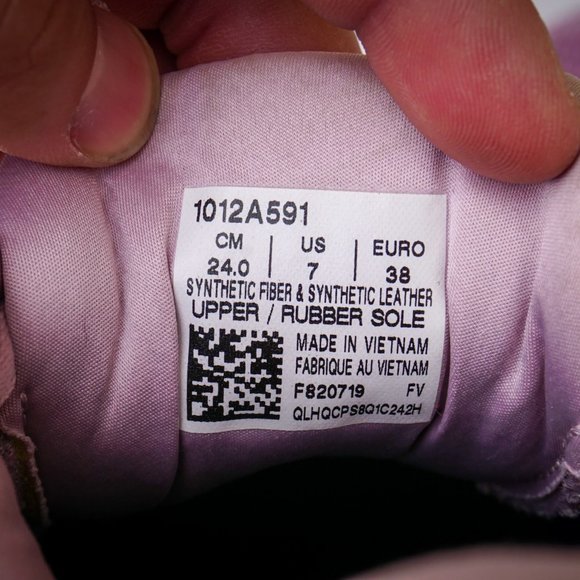 1012A591
CM | US | EURO
24.0 | 7 | 38
SYNTHETIC FIBER & SYNTHETIC LEATHER
UPPER / RUBBER SOLE
MADE IN VIETNAM
FABRIQUE AU VIETNAM
F820719 FV
QLHQCPS8Q1C242H